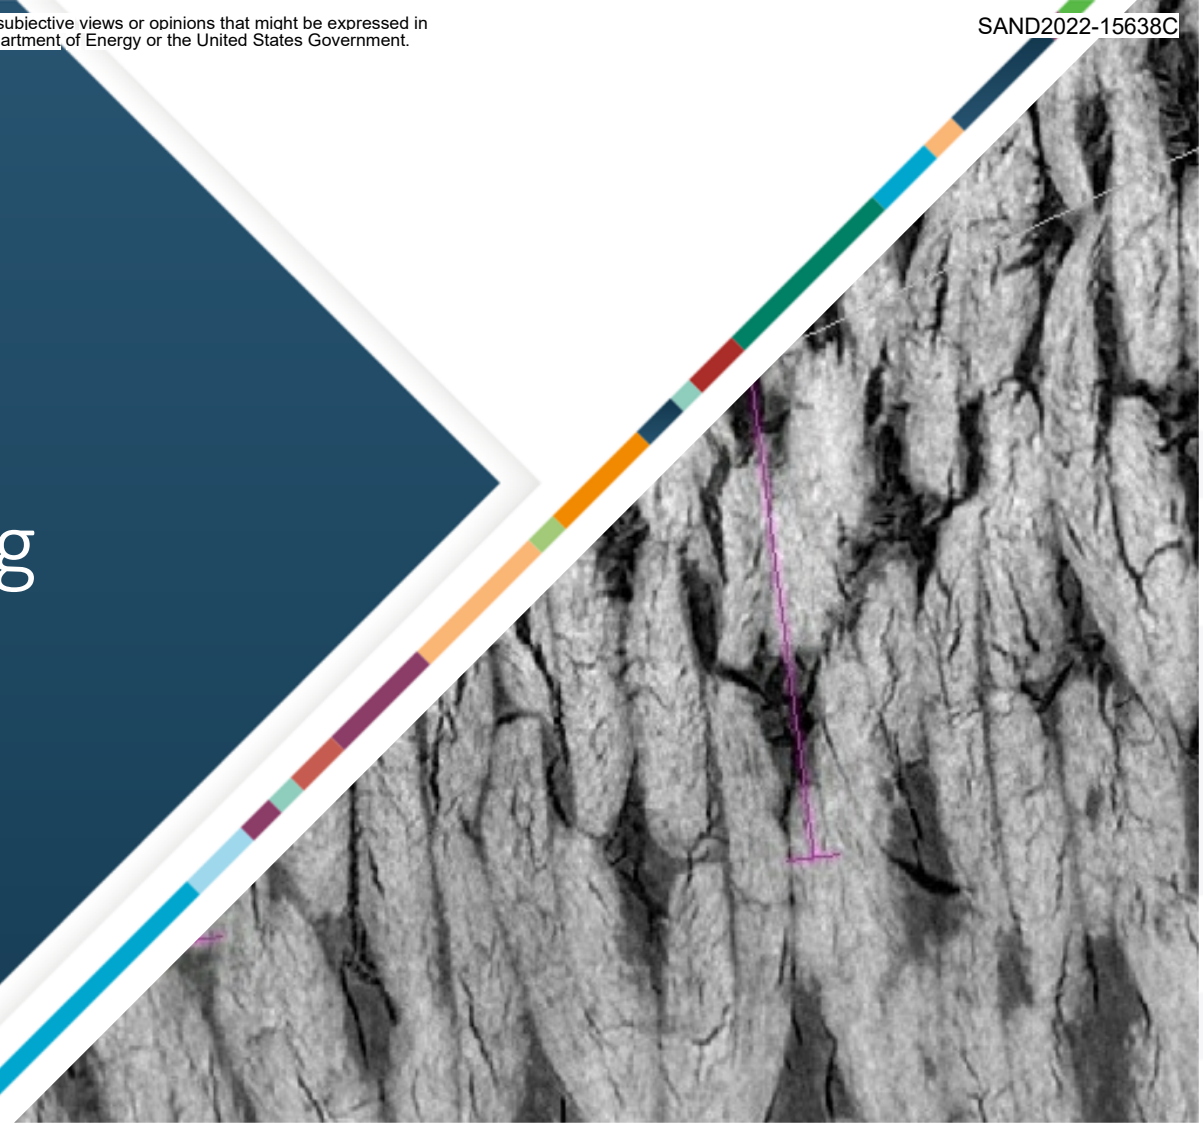 subjective views or opinions that might be expressed in
SAND2022-15638C
artment of Energy or the United States Government.
g